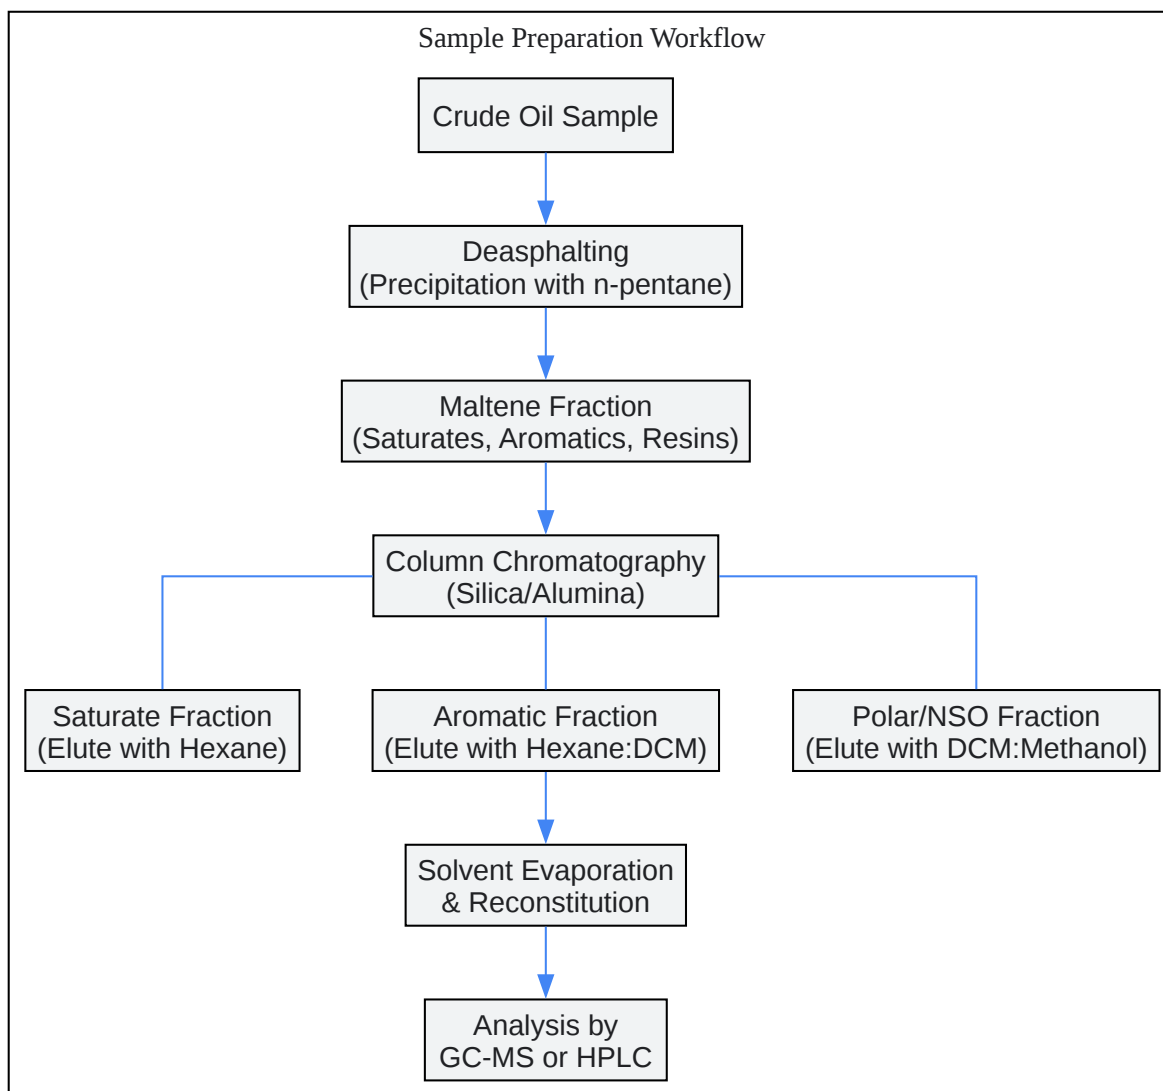 Sample Preparation Workflow
Crude Oil Sample
Deasphalting
(Precipitation with n-pentane)
Maltene Fraction
(Saturates, Aromatics, Resins)
Column Chromatography
(Silica/Alumina)
Saturate Fraction
(Elute with Hexane)
Aromatic Fraction
(Elute with Hexane:DCM)
Polar/NSO Fraction
(Elute with DCM:Methanol)
Solvent Evaporation
& Reconstitution
Analysis by
GC-MS or HPLC